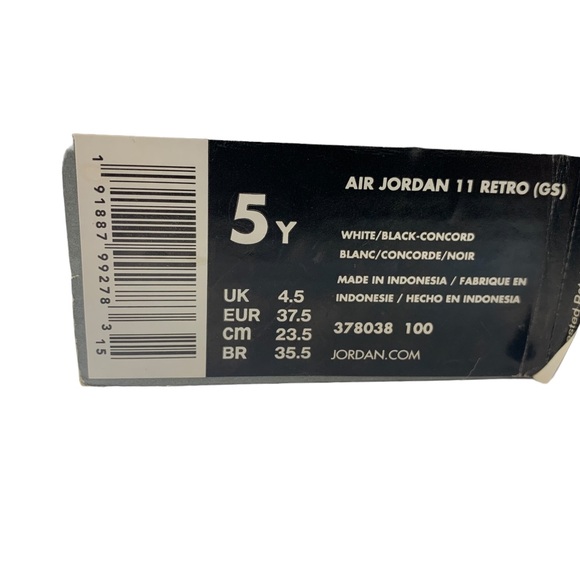 1 91887 99278 3 15
5 Y
UK 4.5
EUR 37.5
cm 23.5
BR 35.5
AIR JORDAN 11 RETRO (GS)
WHITE/BLACK-CONCORD
BLANC/CONCORDE/NOIR
MADE IN INDONESIA / FABRIQUE EN
INDONESIE / HECHO EN INDONESIA
378038 100
JORDAN.COM